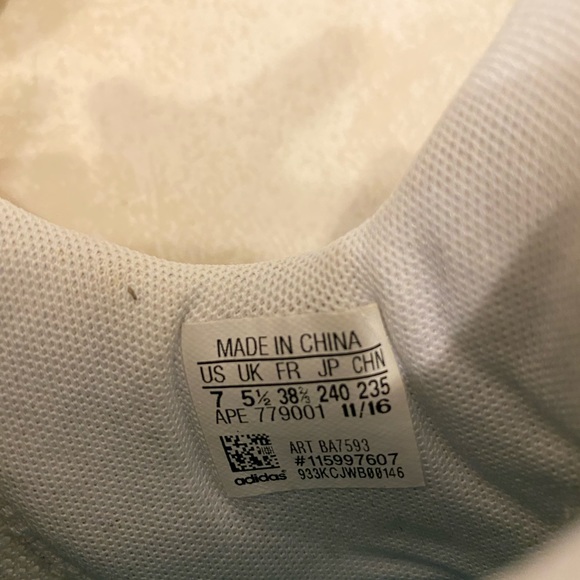 MADE IN CHINA
US UK FR JP CHN
7 5½ 38⅔ 240 235
APE 779001 11/16
ART BA7593
#115997607
adidas 933KCJWB00146